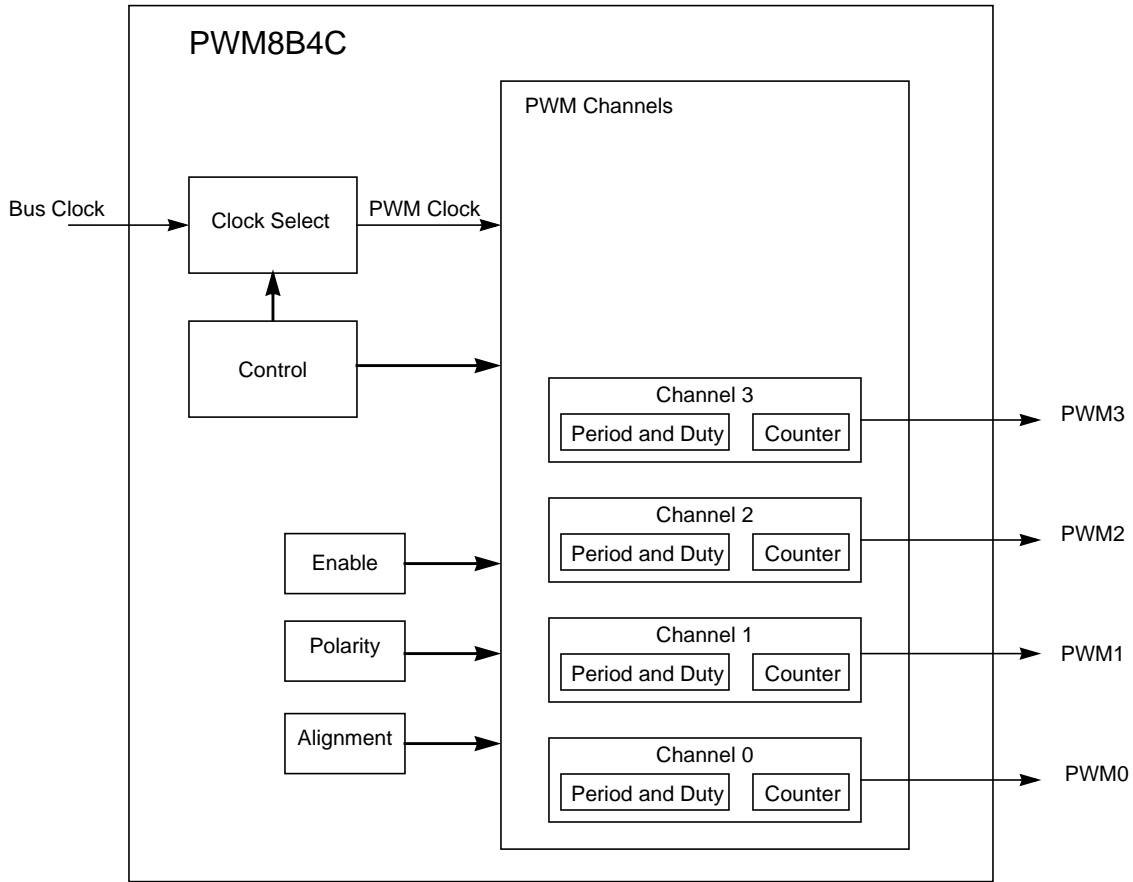 PWM8B4C
PWM Channels
Bus Clock
Clock Select
PWM Clock
Control
Channel 3
Period and Duty
Counter
PWM3
Channel 2
Period and Duty
Counter
PWM2
Enable
Channel 1
Period and Duty
Counter
PWM1
Polarity
Alignment
Channel 0
Period and Duty
Counter
PWM0